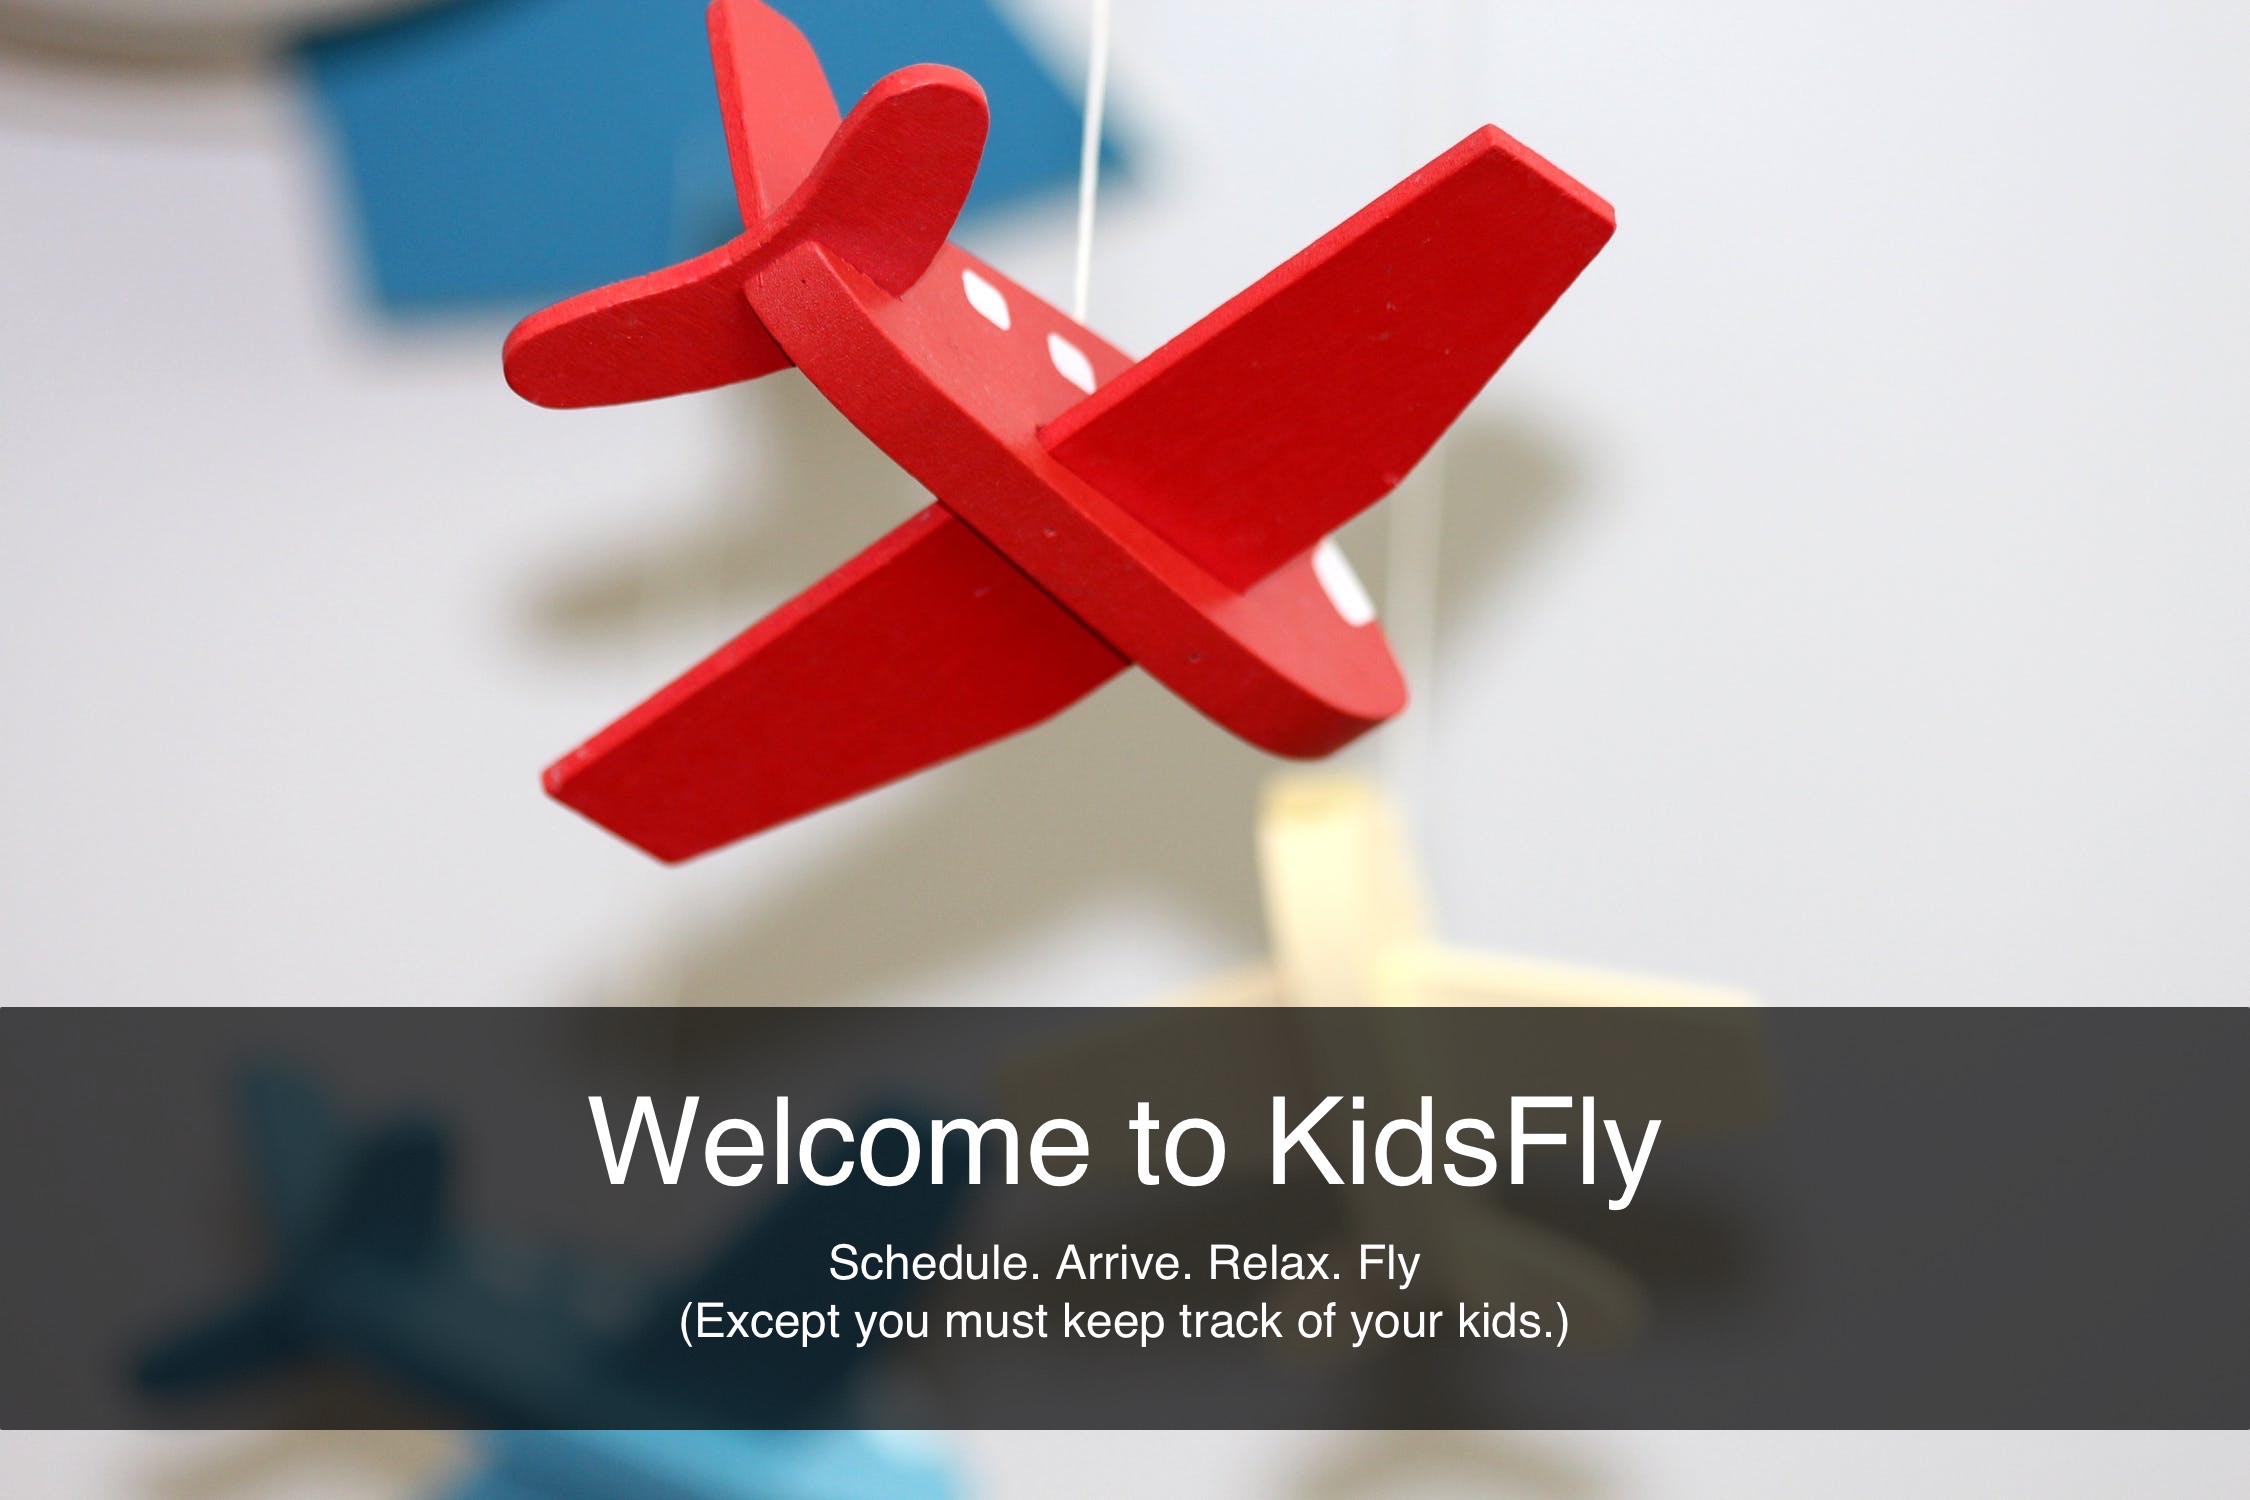 Welcome to KidsFly
Schedule. Arrive. Relax. Fly
(Except you must keep track of your kids.)